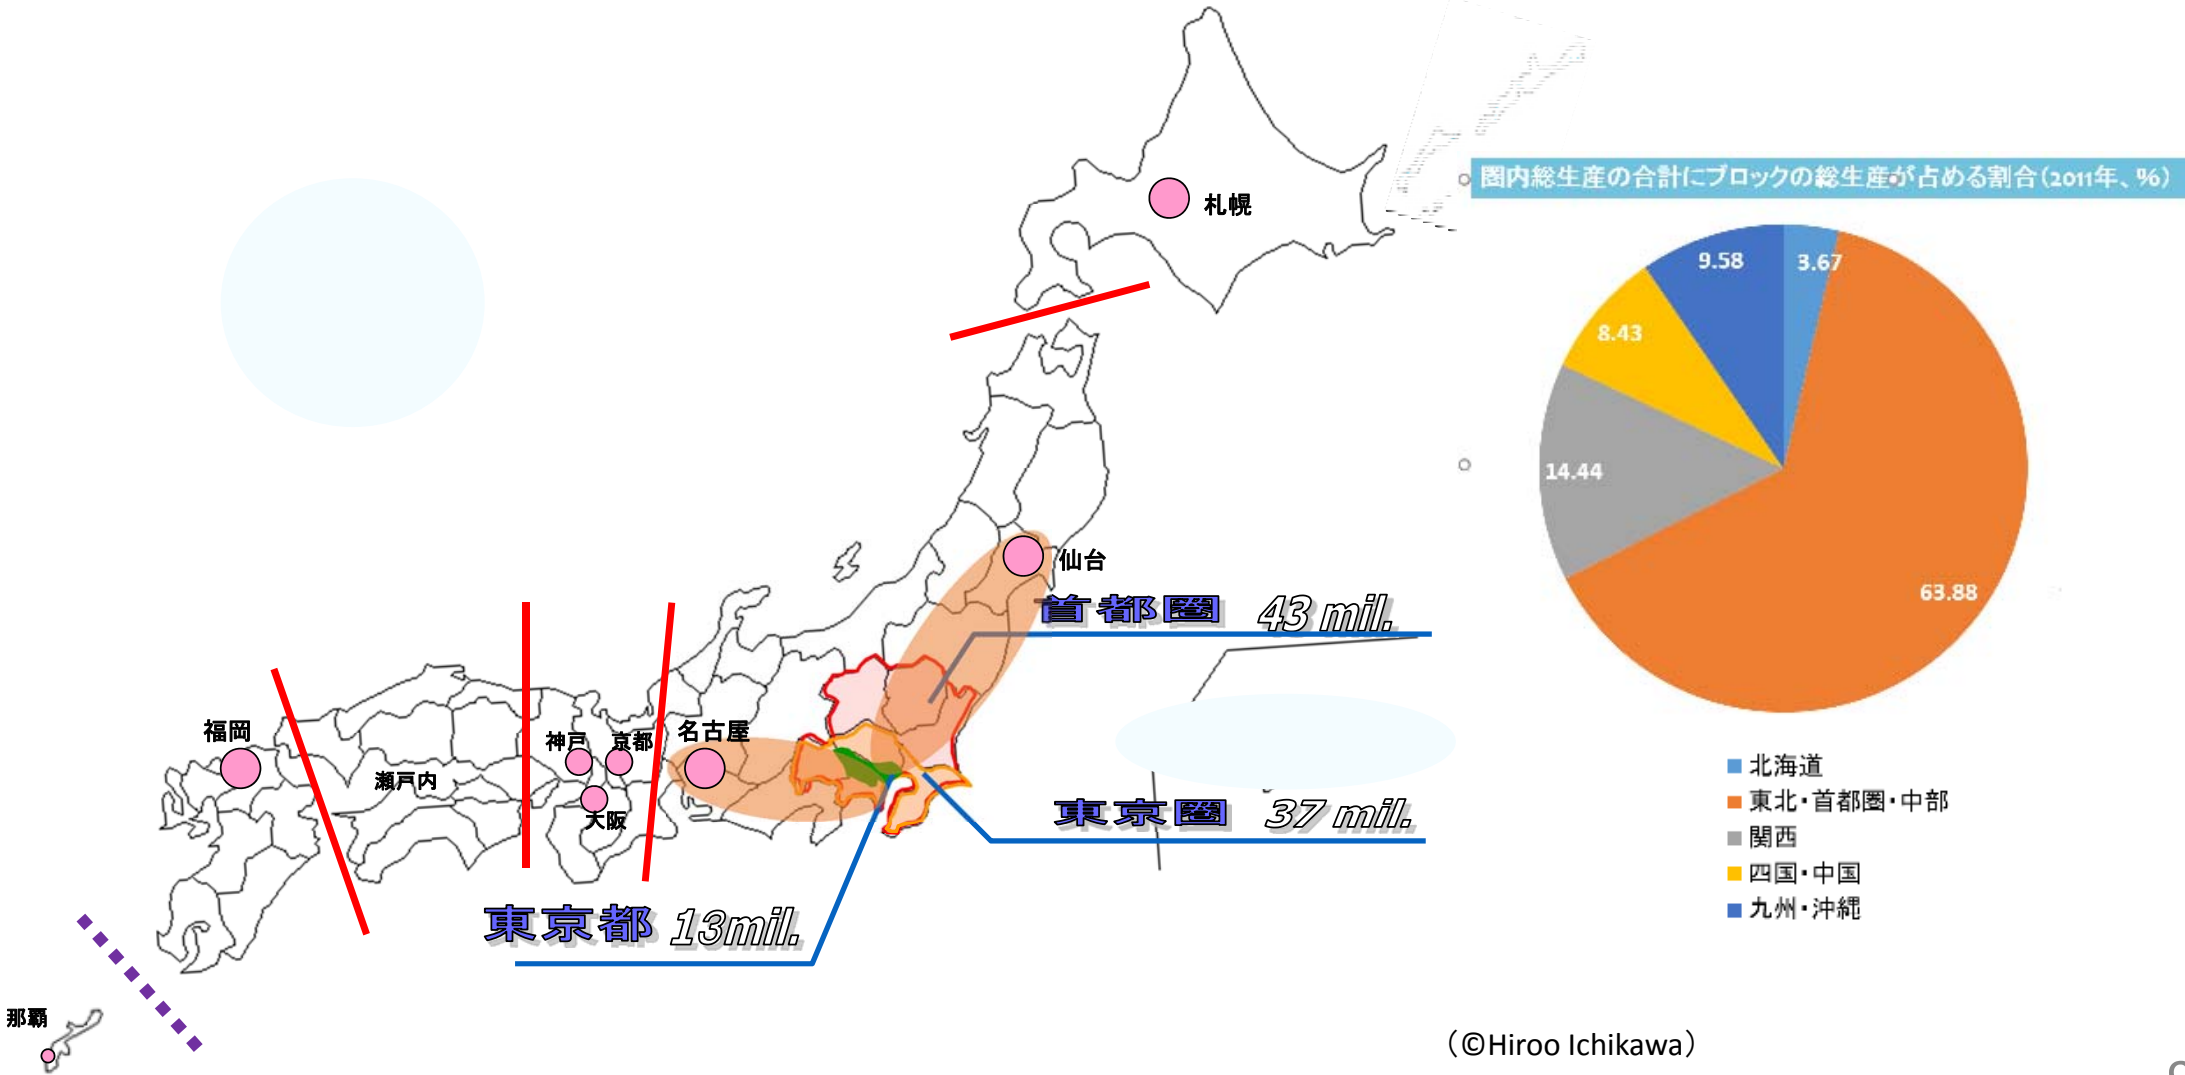 札幌
圏内総生産の合計にブロックの総生産が占める割合(2011年、%)
9.58
3.67
8.43
14.44
63.88
仙台
首都圏 43 mil.
福岡
神戸
京都
名古屋
瀬戸内
大阪
東京圏 37 mil.
東京都 13mil.
那覇
北海道
東北・首都圏・中部
関西
四国・中国
九州・沖縄
(©Hiroo Ichikawa)